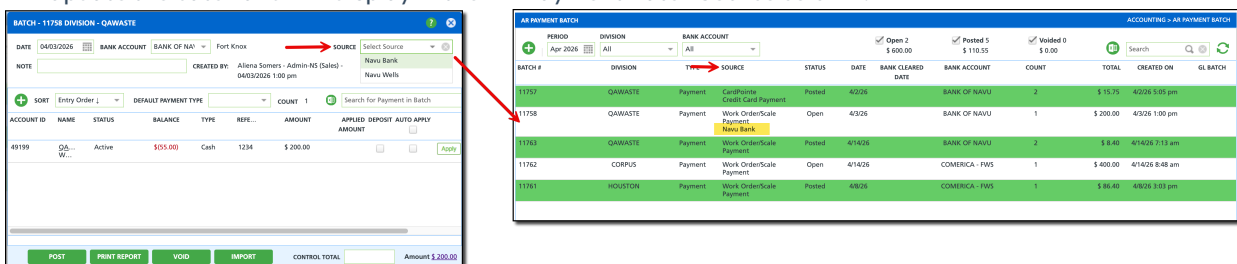 BATCH - 11758 DIVISION - QAWASTE
DATE 04/03/2026 BANK ACCOUNT BANK OF NAV Fort Knox SOURCE Select Source
Navu Bank
Navu Wells
NOTE CREATED BY: Allena Somers - Admin-NS (Sales) -
04/03/2026 1:00 pm
SORT Entry Order ↓ DEFAULT PAYMENT TYPE COUNT 1 Search for Payment in Batch
ACCOUNT ID NAME STATUS BALANCE TYPE REFE... AMOUNT APPLIED AMOUNT DEPOSIT AUTO APPLY
49199 QA... W... Active $(55.00) Cash 1234 $ 200.00 Apply
POST PRINT REPORT VOID IMPORT CONTROL TOTAL Amount $ 200.00
AR PAYMENT BATCH ACCOUNTING > AR PAYMENT BATCH
PERIOD DIVISION BANK ACCOUNT
Apr 2026 All All
Open 2 Posted 5 Voided 0
$ 600.00 $ 110.55 $ 0.00
Search
BATCH # DIVISION TYPE SOURCE STATUS DATE BANK CLEARED DATE BANK ACCOUNT COUNT TOTAL CREATED ON GL BATCH
11757 QAWASTE Payment CardPointe Credit Card Payment Posted 4/2/26 BANK OF NAVU 2 $ 15.75 4/2/26 5:05 pm
11758 QAWASTE Payment Work Order/Scale Payment Navu Bank Open 4/3/26 BANK OF NAVU 1 $ 200.00 4/3/26 1:00 pm
11763 QAWASTE Payment Work Order/Scale Payment Posted 4/14/26 BANK OF NAVU 2 $ 8.40 4/14/26 7:13 am
11762 CORPUS Payment Work Order/Scale Payment Open 4/14/26 COMERICA - FWS 1 $ 400.00 4/14/26 8:48 am
11761 HOUSTON Payment Work Order/Scale Payment Posted 4/8/26 COMERICA - FWS 1 $ 86.40 4/8/26 3:03 pm